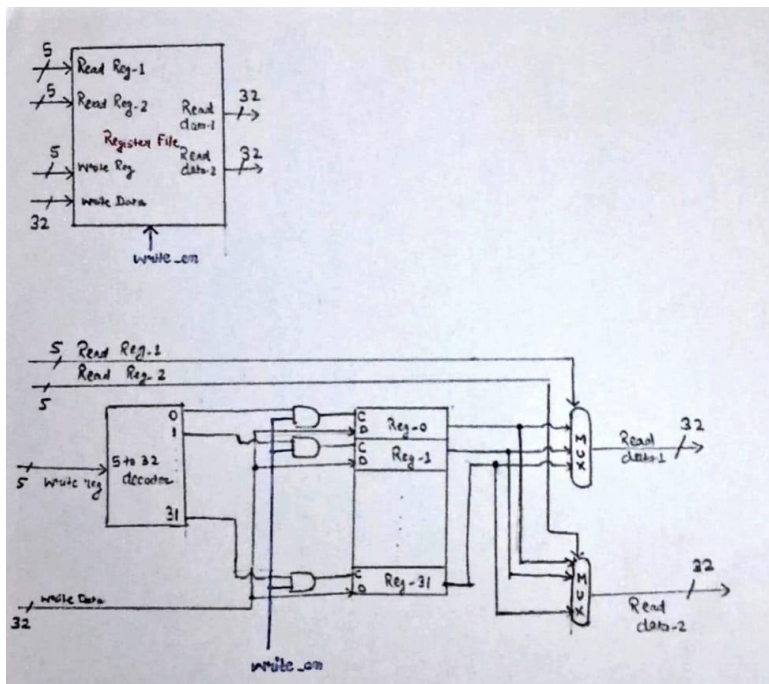 5
Read Reg-1
5
Read Reg-2
Read
data-1
32
Register File
5
Write Reg
Read
data-2
32
Write Data
32
write_en
5 Read Reg-1
Read Reg-2
5
0
1
5 to 32
decoder
31
5
write reg
C
D
Reg-0
C
D
Reg-1
C
D
Reg-31
MUX
Read
data-1
32
MUX
Read
data-2
32
Write Data
32
write_en